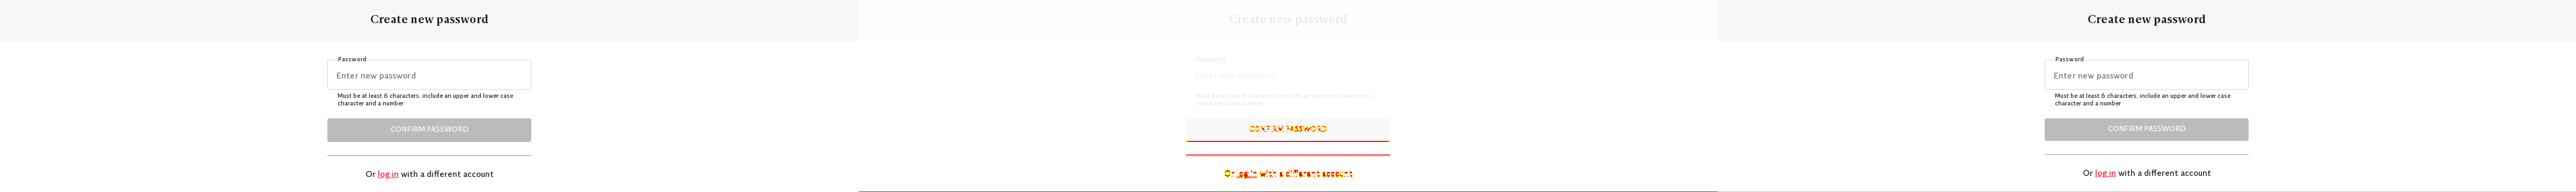 Create new password
Password
Enter new password
Must be at least 6 characters, include an upper and lower case
character and a number
CONFIRM PASSWORD
Or log in with a different account
Create new password
Password
Enter new password
Must be at least 6 characters, include an upper and lower case
character and a number
CONFIRM PASSWORD
Or log in with a different account
Create new password
Password
Enter new password
Must be at least 6 characters, include an upper and lower case
character and a number
CONFIRM PASSWORD
Or log in with a different account